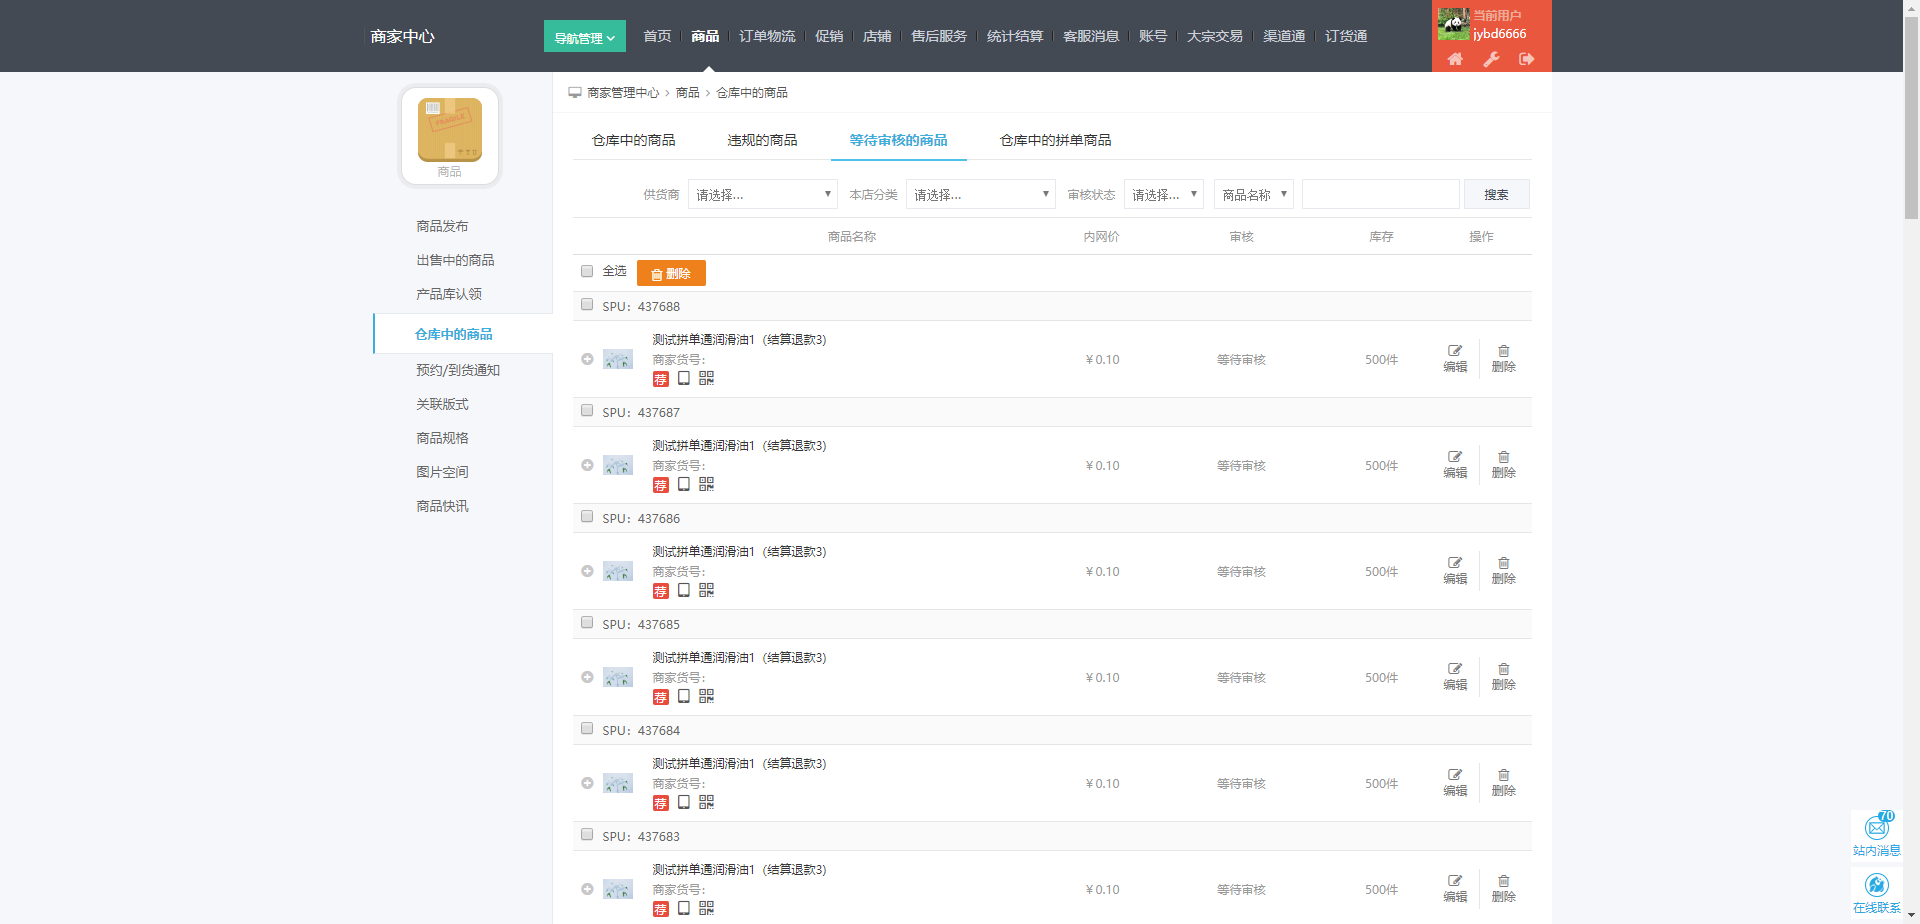 商家中心
导航管理
首页 商品 订单物流 促销 店铺 售后服务 统计结算 客服消息 账号 大宗交易 渠道通 订货通
当前用户
jybd6666
FRAGILE
商品
商品发布
出售中的商品
产品库认领
仓库中的商品
预约/到货通知
关联版式
商品规格
图片空间
商品快讯
商家管理中心 › 商品 › 仓库中的商品
仓库中的商品 违规的商品 等待审核的商品 仓库中的拼单商品
供货商 请选择... 本店分类 请选择... 审核状态 请选择... 商品名称 搜索
商品名称 内网价 审核 库存 操作
全选 删除
SPU：437688
测试拼单通润滑油1（结算退款3）
商家货号：
荐
¥ 0.10 等待审核 500件 编辑 删除
SPU：437687
测试拼单通润滑油1（结算退款3）
商家货号：
荐
¥ 0.10 等待审核 500件 编辑 删除
SPU：437686
测试拼单通润滑油1（结算退款3）
商家货号：
荐
¥ 0.10 等待审核 500件 编辑 删除
SPU：437685
测试拼单通润滑油1（结算退款3）
商家货号：
荐
¥ 0.10 等待审核 500件 编辑 删除
SPU：437684
测试拼单通润滑油1（结算退款3）
商家货号：
荐
¥ 0.10 等待审核 500件 编辑 删除
SPU：437683
测试拼单通润滑油1（结算退款3）
商家货号：
荐
¥ 0.10 等待审核 500件 编辑 删除
70
站内消息
在线联系